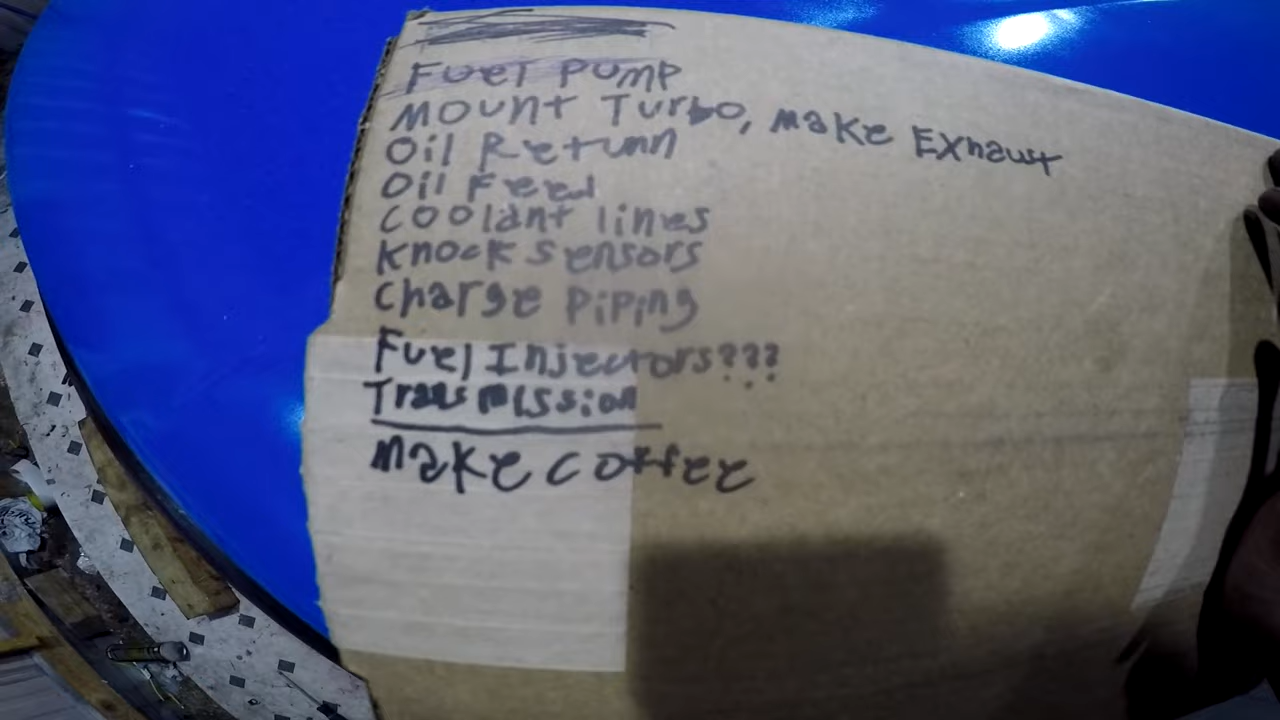 Fuel Pump
Mount Turbo, Make Exhaust
Oil Return
Oil Feed
Coolant lines
Knock Sensors
Charge Piping
Fuel Injectors???
Transmission
Make Coffee